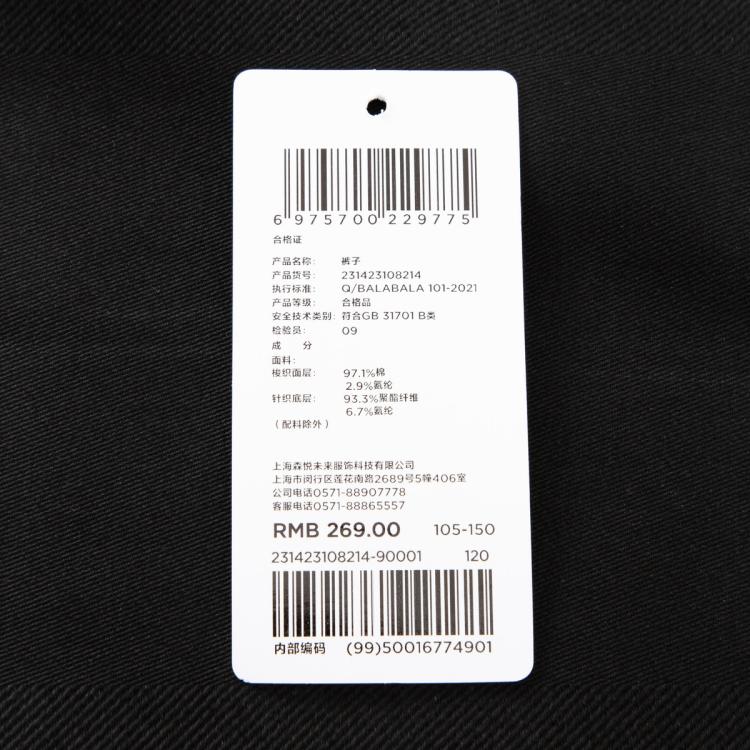 6 975700 229775
合格证
产品名称： 裤子
产品货号： 231423108214
执行标准： Q/BALABALA 101-2021
产品等级： 合格品
安全技术类别: 符合GB 31701 B类
检验员： 09
成 分
面料：
梭织面层： 97.1%棉
2.9%氨纶
针织底层： 93.3%聚酯纤维
6.7%氨纶
（配料除外）
上海森悦未来服饰科技有限公司
上海市闵行区莲花南路2689号5幢406室
公司电话0571-88907778
客服电话0571-88865557
RMB 269.00 105-150
231423108214-90001 120
内部编码 (99)50016774901